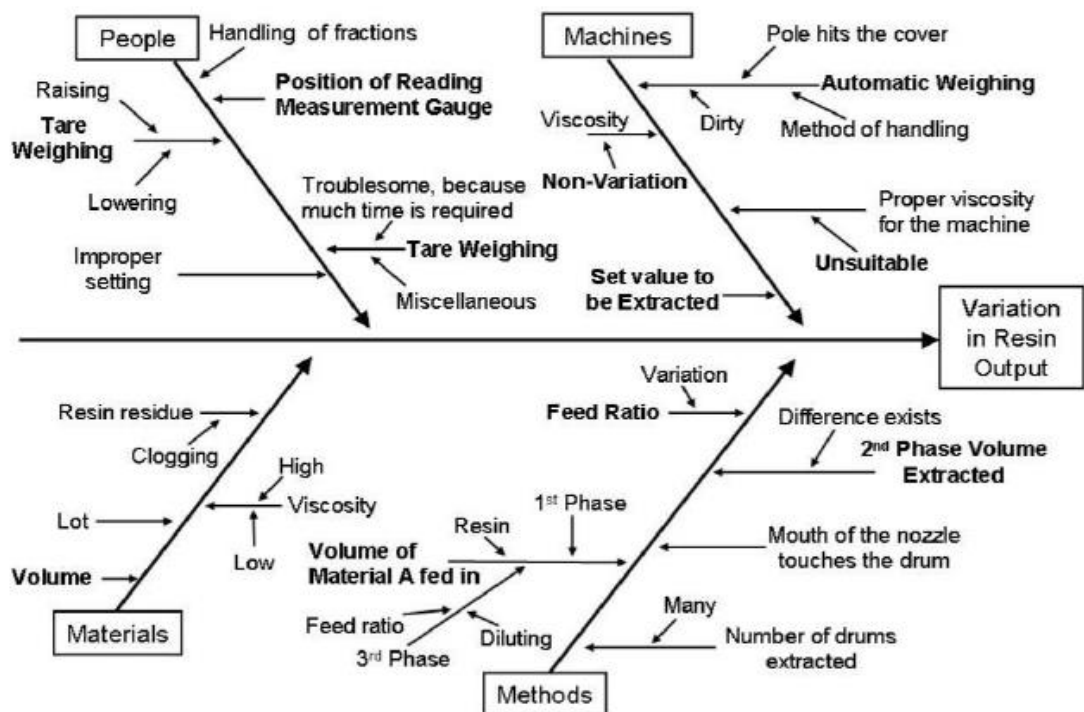 People
Handling of fractions
Position of Reading
Measurement Gauge
Raising
Tare
Weighing
Lowering
Troublesome, because
much time is required
Tare Weighing
Miscellaneous
Improper
setting
Machines
Pole hits the cover
Automatic Weighing
Dirty
Method of handling
Viscosity
Non-Variation
Proper viscosity
for the machine
Unsuitable
Set value to
be Extracted
Variation
in Resin
Output
Resin residue
Clogging
High
Viscosity
Low
Lot
Volume
Materials
Variation
Feed Ratio
Difference exists
2nd Phase Volume
Extracted
1st Phase
Resin
Volume of
Material A fed in
Feed ratio
3rd Phase
Diluting
Mouth of the nozzle
touches the drum
Many
Number of drums
extracted
Methods